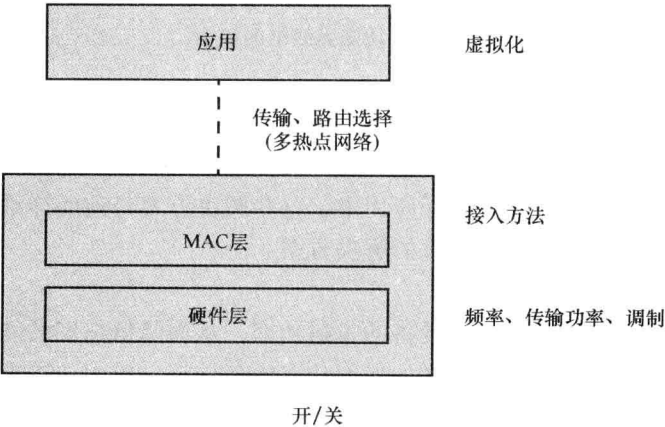 应用
虚拟化
传输、路由选择
(多热点网络)
接入方法
MAC层
硬件层
频率、传输功率、调制
开/关